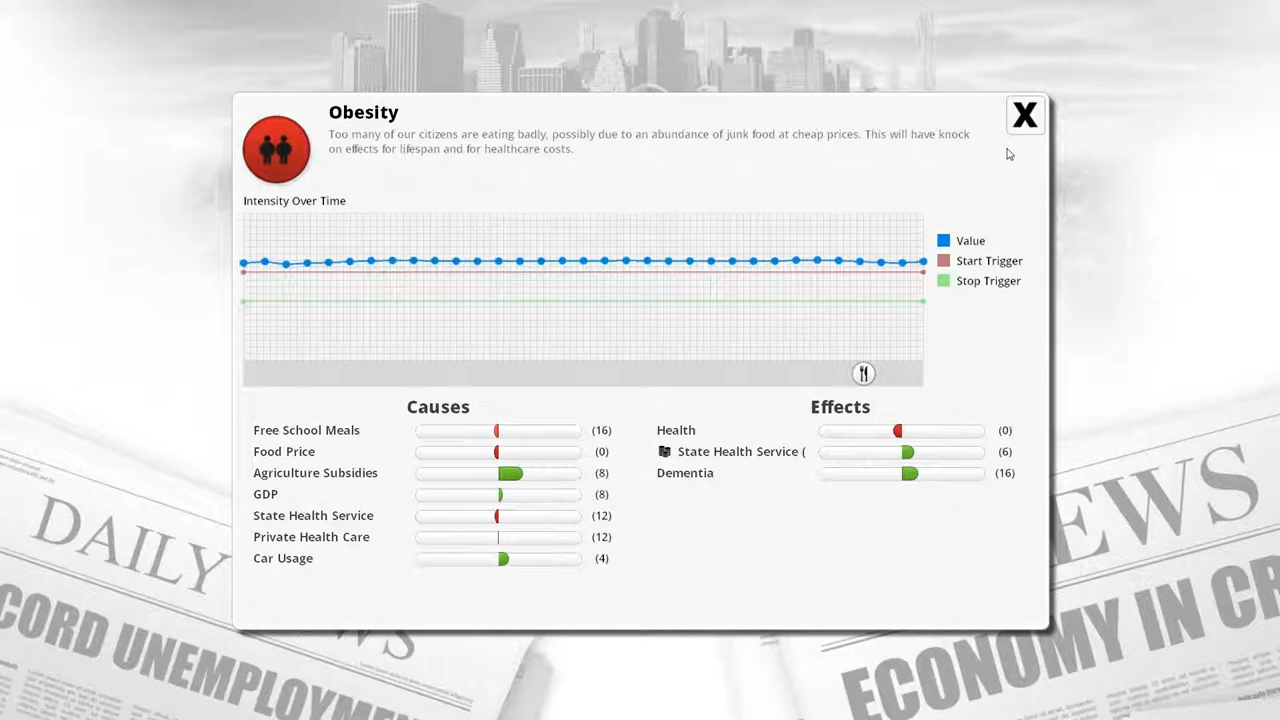 Obesity
X
Too many of our citizens are eating badly, possibly due to an abundance of junk food at cheap prices. This will have knock
on effects for lifespan and for healthcare costs.
Intensity Over Time
Value
Start Trigger
Stop Trigger
Causes
Free School Meals (16)
Food Price (0)
Agriculture Subsidies (8)
GDP (8)
State Health Service (12)
Private Health Care (12)
Car Usage (4)
Effects
Health (0)
State Health Service ( (6)
Dementia (16)
DAILY
NEWS
CORD UNEMPLOYM
ECONOMY IN CR